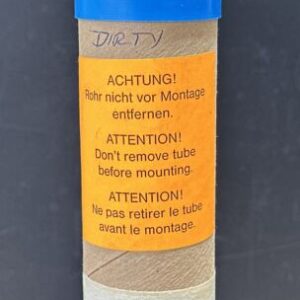 DIRTY
ACHTUNG!
Rohr nicht vor Montage
entfernen.
ATTENTION!
Don't remove tube
before mounting.
ATTENTION!
Ne pas retirer le tube
avant le montage.